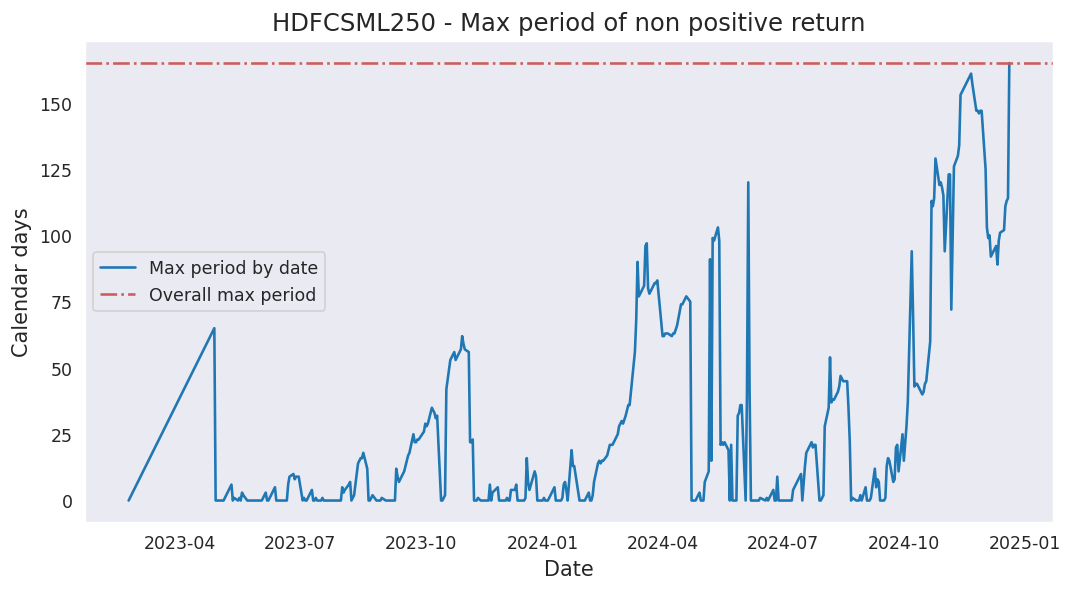 HDFCSML250 - Max period of non positive return
Calendar days
150
125
100
75
50
25
0
Max period by date
Overall max period
2023-04 2023-07 2023-10 2024-01 2024-04 2024-07 2024-10 2025-01
Date